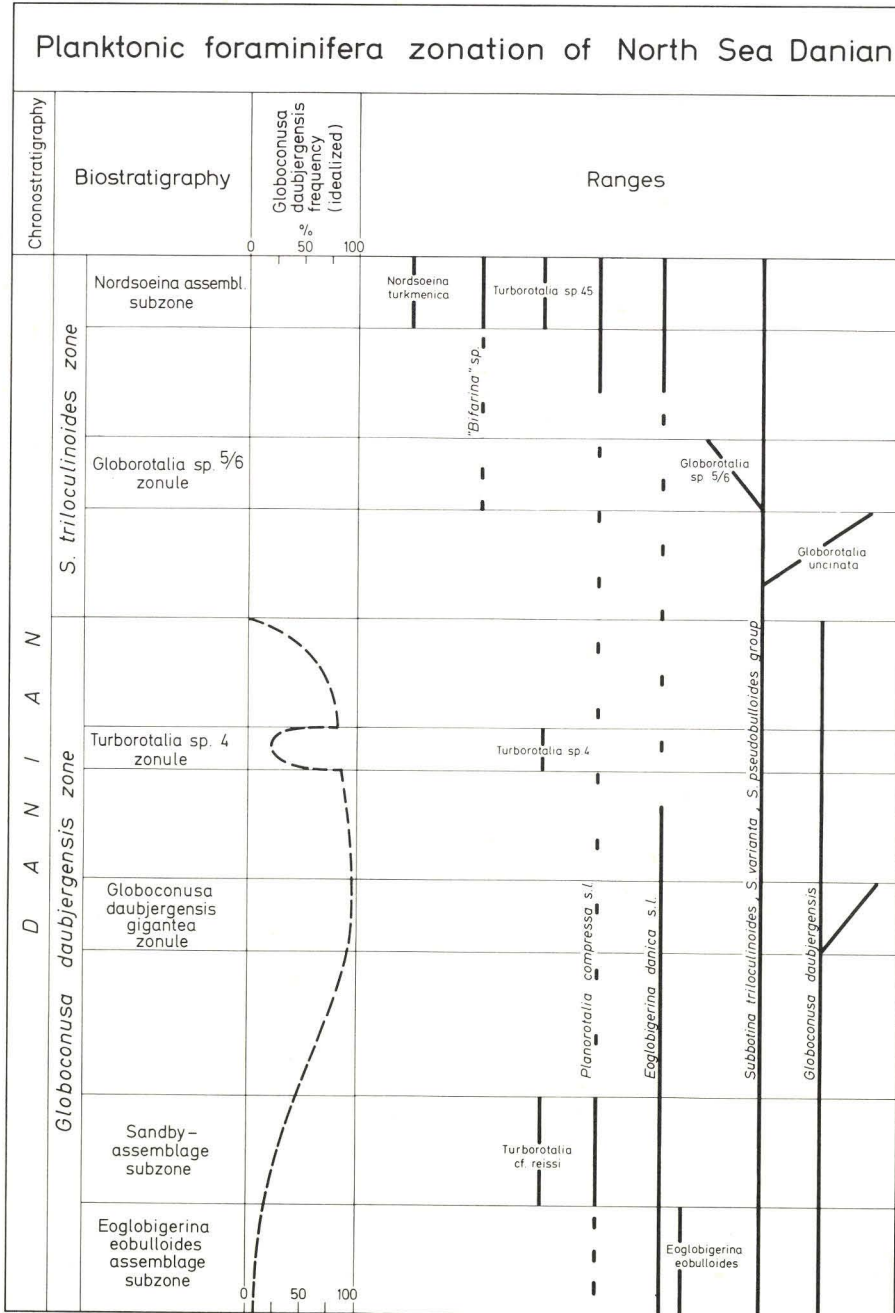 Planktonic foraminifera zonation of North Sea Danian
Chronostratigraphy
Biostratigraphy
Globoconusa
daubjergensis
frequency
(idealized)
%
0 50 100
Ranges
DANIAN
S. triloculinoides zone
Globoconusa daubjergensis zone
Nordsoeina assembl.
subzone
Nordsoeina
turkmenica
Turborotalia sp 45
"Bifarina" sp.
Globorotalia sp. 5/6
zonule
Globorotalia
sp 5/6
Globorotalia
uncinata
Turborotalia sp. 4
zonule
Turborotalia sp.4
Globoconusa
daubjergensis
gigantea
zonule
Planorotalia compressa s.l.
Eoglobigerina danica s.l.
Subbotina triloculinoides, S. varianta, S. pseudobulloides group
Globoconusa daubjergensis
Sandby-
assemblage
subzone
Turborotalia
cf. reissi
Eoglobigerina
eobulloides
assemblage
subzone
Eoglobigerina
eobulloides
0 50 100